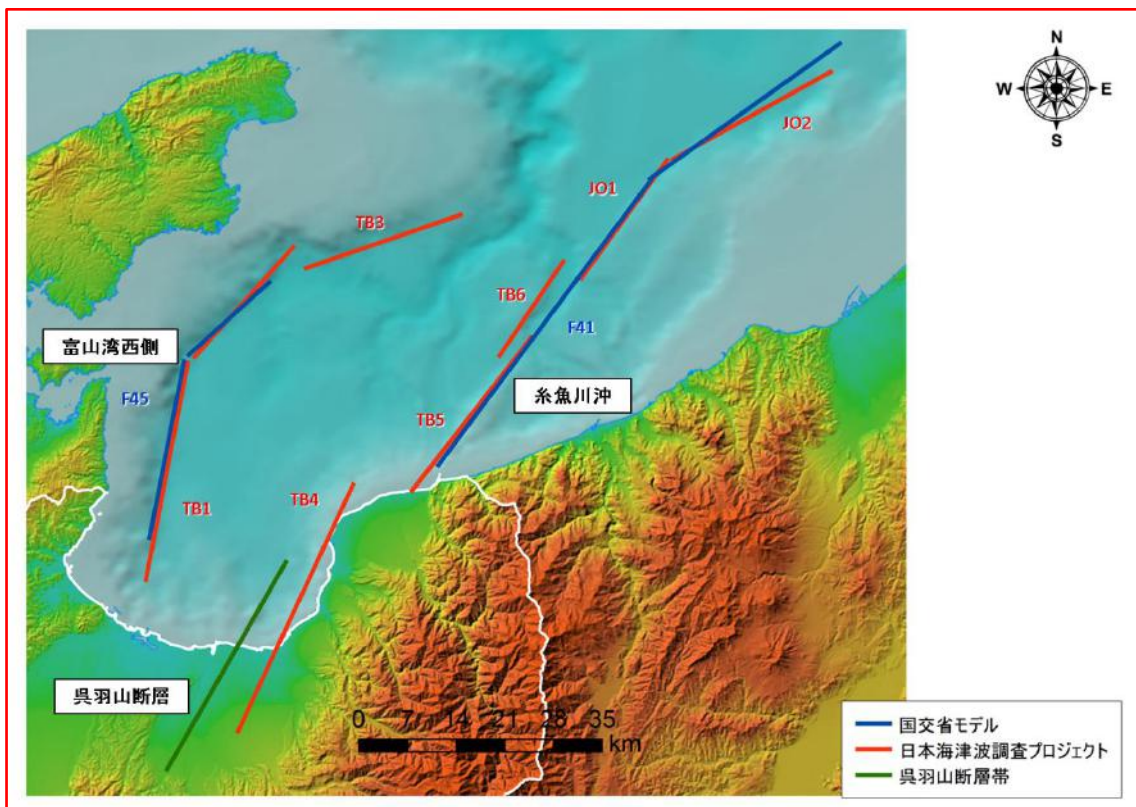 N
W
E
S
JO2
JO1
TB3
TB6
富山湾西側
F41
F45
糸魚川沖
TB5
TB4
TB1
呉羽山断層
0 7 14 21 28 35
km
国交省モデル
日本海津波調査プロジェクト
呉羽山断層帯